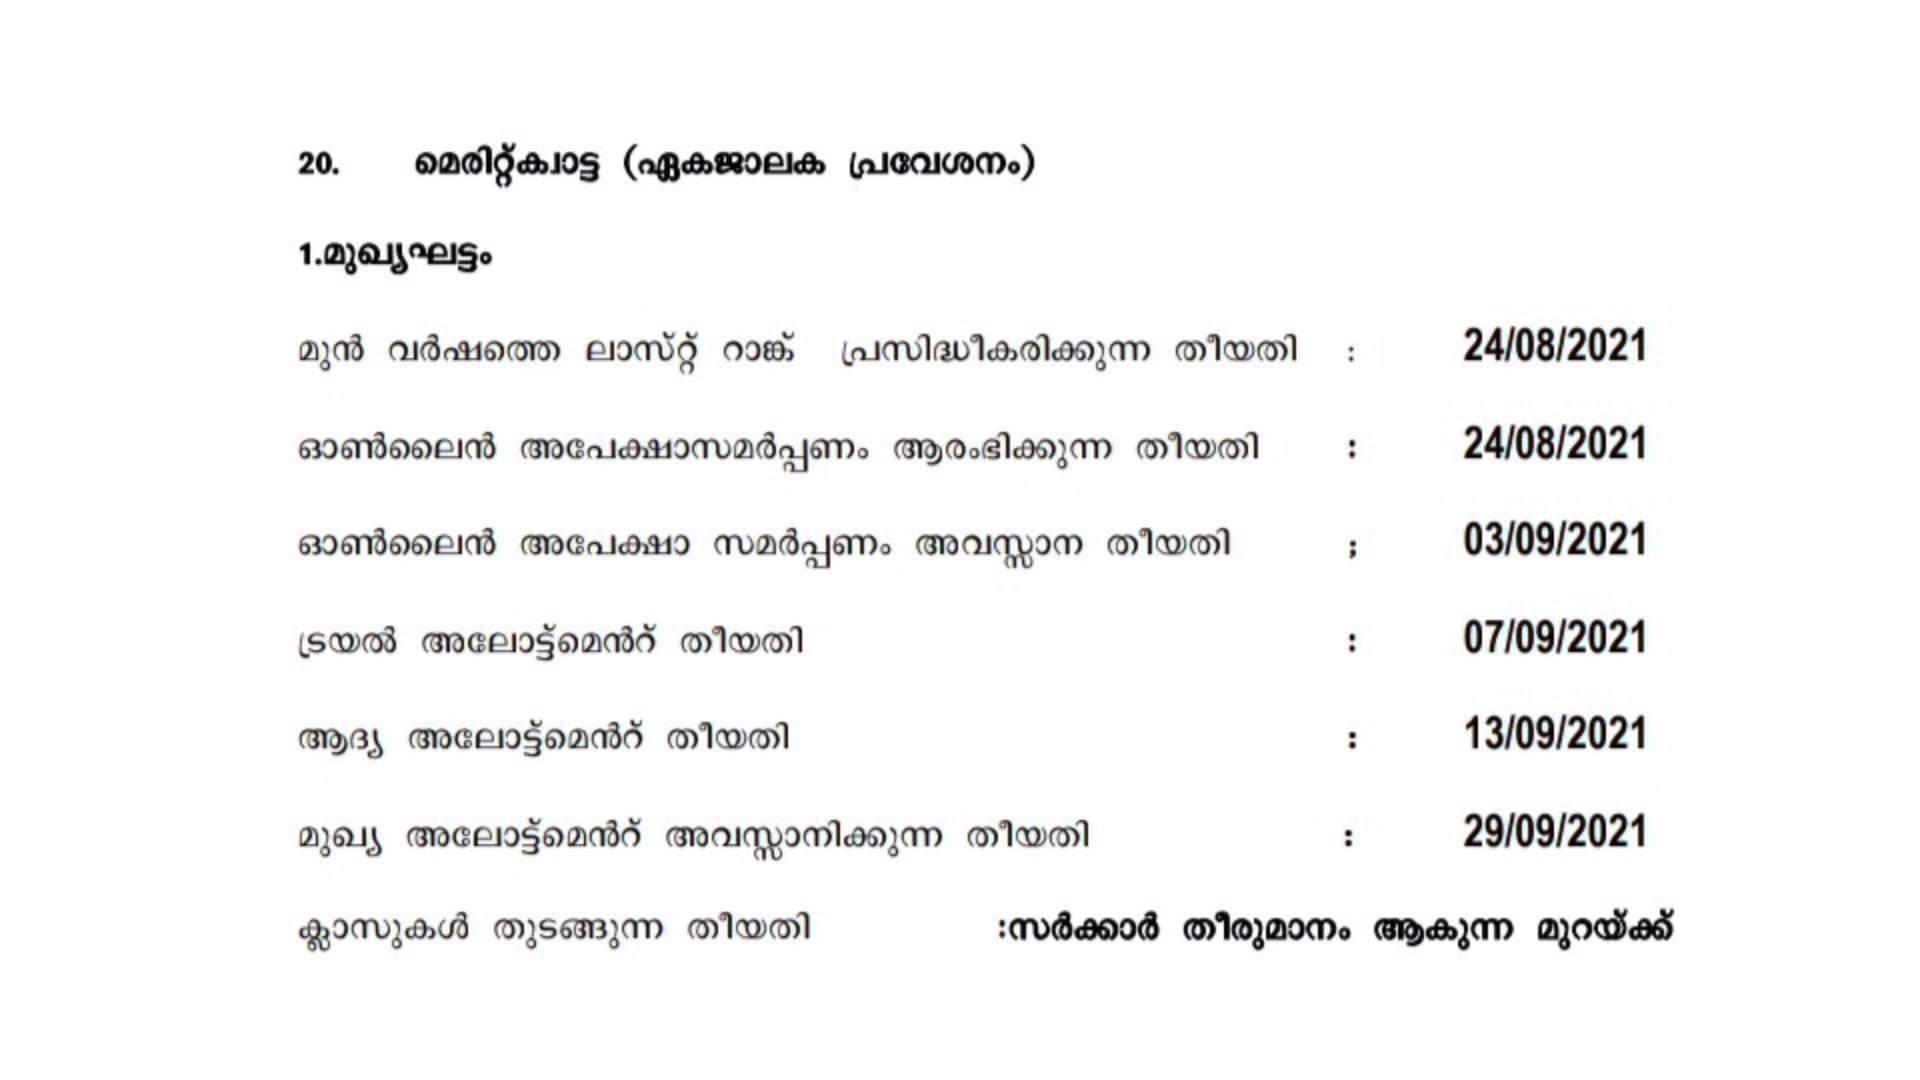 20. മെരിറ്റ്ക്വാട്ട (ഏകജാലക പ്രവേശനം)
1.മുഖ്യഘട്ടം
മുൻ വർഷത്തെ ലാസ്റ്റ് റാങ്ക് പ്രസിദ്ധീകരിക്കുന്ന തീയതി : 24/08/2021
ഓൺലൈൻ അപേക്ഷാസമർപ്പണം ആരംഭിക്കുന്ന തീയതി : 24/08/2021
ഓൺലൈൻ അപേക്ഷാ സമർപ്പണം അവസ്സാന തീയതി ; 03/09/2021
ട്രയൽ അലോട്ട്മെൻറ് തീയതി : 07/09/2021
ആദ്യ അലോട്ട്മെൻറ് തീയതി : 13/09/2021
മുഖ്യ അലോട്ട്മെൻറ് അവസ്സാനിക്കുന്ന തീയതി : 29/09/2021
ക്ലാസുകൾ തുടങ്ങുന്ന തീയതി :സർക്കാർ തീരുമാനം ആകുന്ന മുറയ്ക്ക്